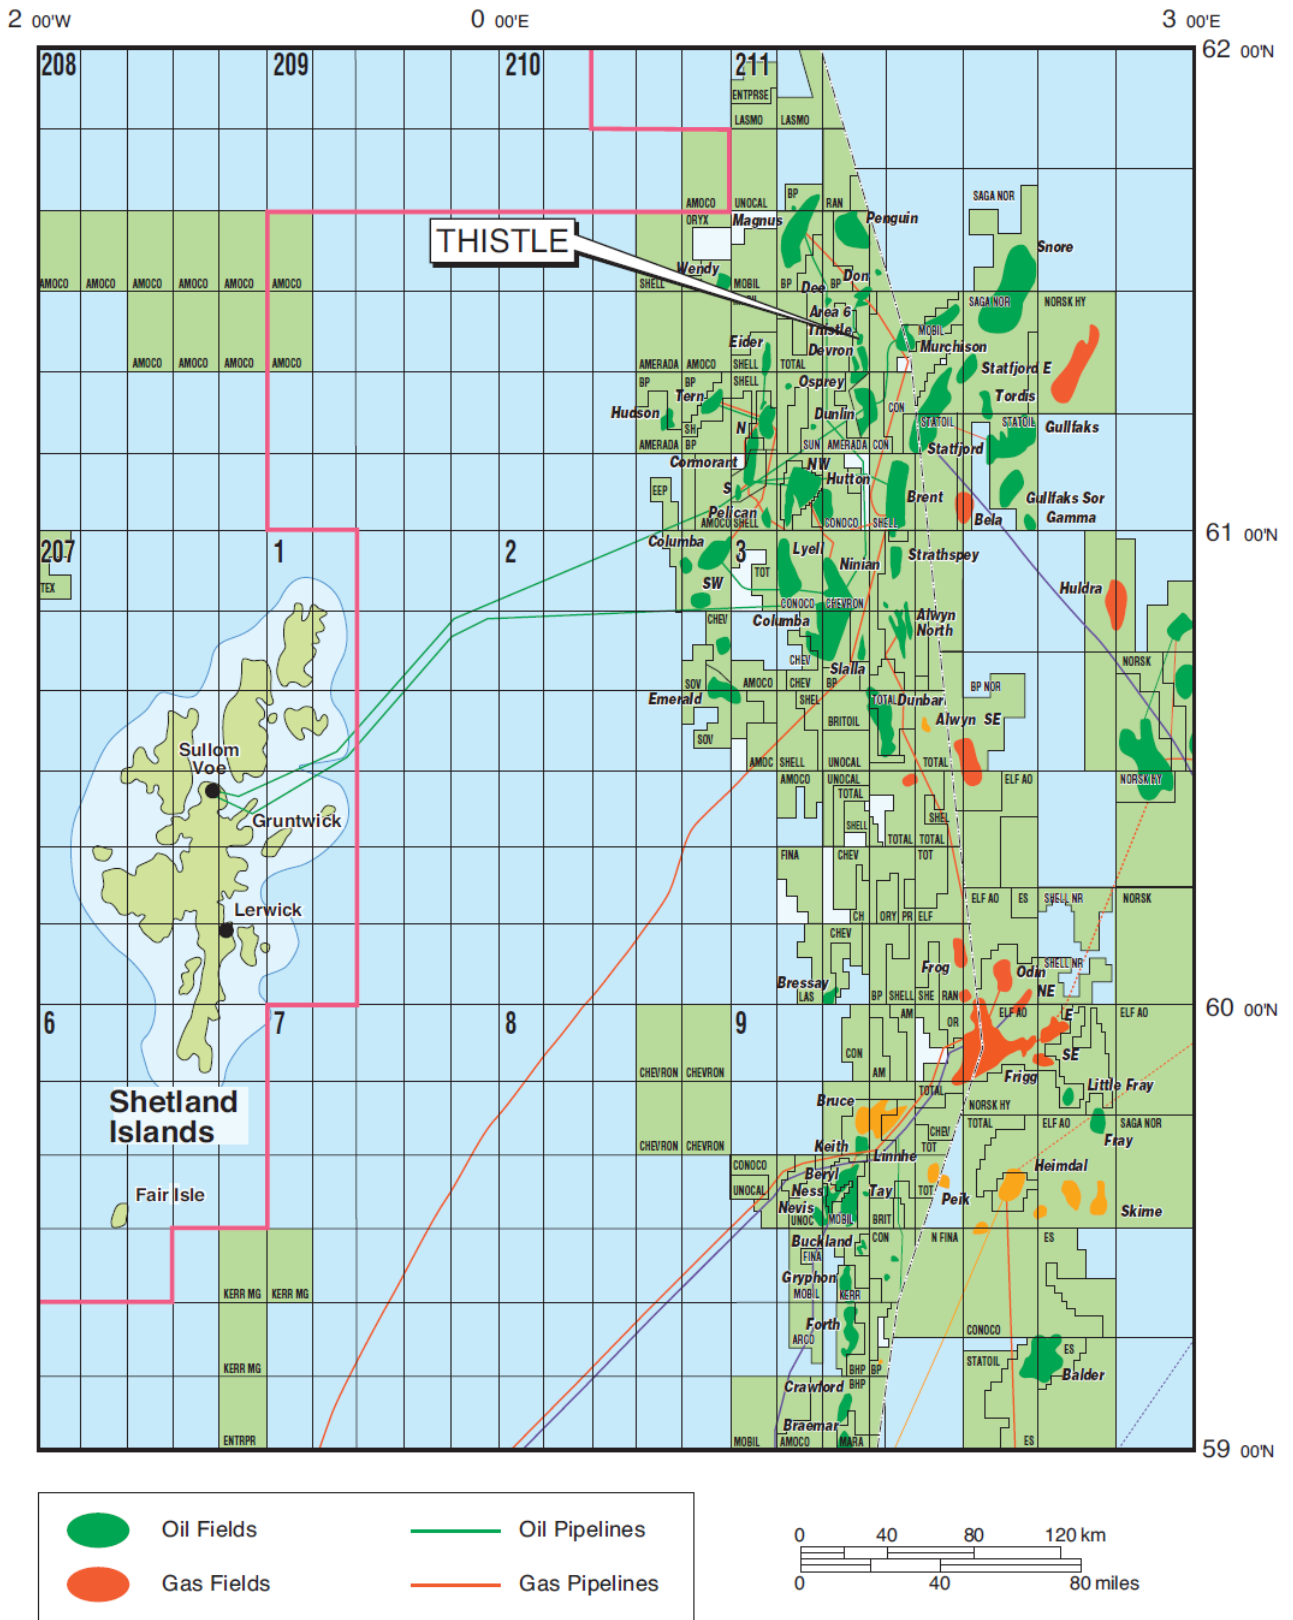 2 00'W
0 00'E
3 00'E
62 00'N
208
209
210
211
ENTPRSE
LASMO
LASMO
AMOCO
UNOCAL
BP
RAN
SAGA NOR
ORYX
Magnus
Penguin
THISTLE
Snore
Wendy
Don
AMOCO
AMOCO
AMOCO
AMOCO
AMOCO
AMOCO
SHELL
MOBIL
BP
Dee
BP
SAGA NOR
NORSK HY
Area 6
Thistle
MOBIL
Eider
Devron
Murchison
AMOCO
AMOCO
AMOCO
AMOCO
AMERADA
AMOCO
SHELL
TOTAL
Statfjord E
BP
BP
SHELL
Osprey
Tern
Tordis
Hudson
Dunlin
CON
SH
N
STATOIL
STATOIL
Gullfaks
AMERADA
BP
SUN
AMERADA
CON
Statfjord
Cormorant
NW
Hutton
EEP
S
Brent
Gullfaks Sor
Pelican
Gamma
AMOCO
SHELL
CONOCO
SHELL
Bela
61 00'N
207
1
2
Columba
3
Lyell
Strathspey
TEX
TOT
Ninian
SW
Huldra
CONOCO
CHEVRON
CHEV
Columba
Alwyn
North
CHEV
Slalla
NORSK
SOV
AMOCO
CHEV
BP
BP NOR
Emerald
SHEL
TOTAL
Dunbar
BRITOIL
Alwyn SE
SOV
Sullom
Voe
AMOC
SHELL
UNOCAL
TOTAL
AMOCO
UNOCAL
ELF AO
NORSK HY
TOTAL
Gruntwick
SHELL
SHEL
TOTAL
TOTAL
FINA
CHEV
TOT
Lerwick
ELF AO
ES
SHELL NR
NORSK
CH
ORY
PR
ELF
CHEV
Frog
SHELL NR
Odin
Bressay
NE
LAS
BP
SHELL
SHE
RAN
60 00'N
6
7
8
9
AM
OR
ELF AO
E
ELF AO
CON
SE
CHEVRON
CHEVRON
AM
Frigg
Little Fray
Shetland
Islands
Bruce
TOTAL
NORSK HY
TOTAL
ELF AO
SAGA NOR
CHEV
Fray
CHEVRON
CHEVRON
Keith
TOT
Linnhe
CONOCO
Heimdal
Beryl
Fair Isle
UNOCAL
Ness
Tay
TOT
Peik
Nevis
Skime
UNOC
MOBIL
BRIT
Buckland
CON
N FINA
ES
FINA
Gryphon
KERR MG
KERR MG
MOBIL
KERR
Forth
CONOCO
ARCO
ES
STATOIL
KERR MG
BHP
BP
Balder
Crawford
BHP
Braemar
ENTRPR
MOBIL
AMOCO
MARA
ES
59 00'N
Oil Fields
Oil Pipelines
0 40 80 120 km
Gas Fields
Gas Pipelines
0 40 80 miles